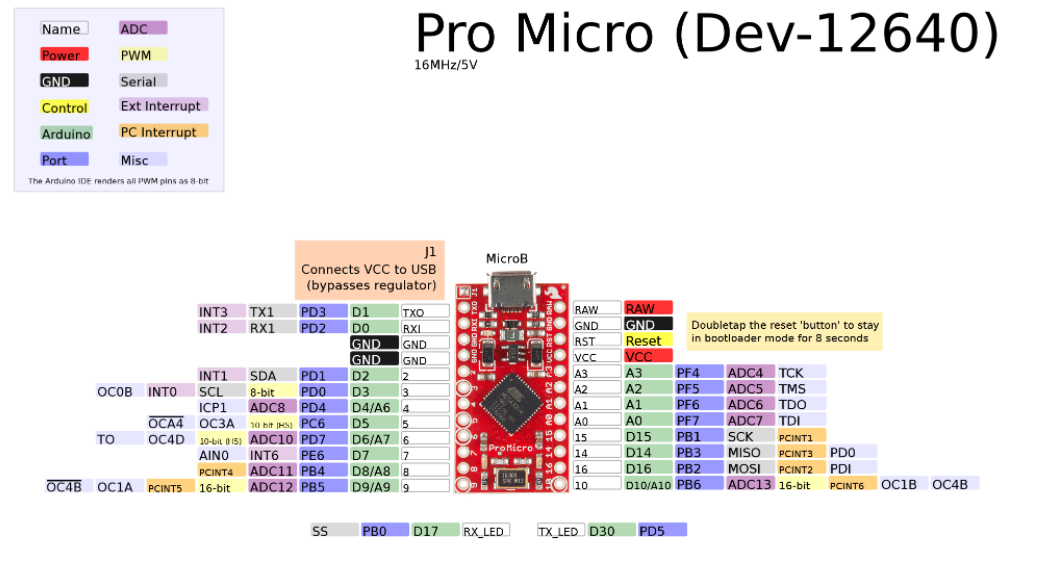 Pro Micro (Dev-12640)
16MHz/5V
Name ADC
Power PWM
GND Serial
Control Ext Interrupt
Arduino PC Interrupt
Port Misc
The Arduino IDE renders all PWM pins as 8-bit
J1
Connects VCC to USB
(bypasses regulator)
MicroB
Doubletap the reset 'button' to stay
in bootloader mode for 8 seconds
INT3 TX1 PD3 D1 TXO RAW RAW
INT2 RX1 PD2 D0 RXI GND GND
GND GND RST Reset
GND GND VCC VCC
INT1 SDA PD1 D2 2 A3 A3 PF4 ADC4 TCK
OC0B INT0 SCL 8-bit PD0 D3 3 A2 A2 PF5 ADC5 TMS
ICP1 ADC8 PD4 D4/A6 4 A1 A1 PF6 ADC6 TDO
OCA4 OC3A 10-bit (HS) PC6 D5 5 A0 A0 PF7 ADC7 TDI
TO OC4D 10-bit (HS) ADC10 PD7 D6/A7 6 15 D15 PB1 SCK PCINT1
AIN0 INT6 PE6 D7 7 14 D14 PB3 MISO PCINT3 PD0
PCINT4 ADC11 PB4 D8/A8 8 16 D16 PB2 MOSI PCINT2 PDI
OC4B OC1A PCINT5 16-bit ADC12 PB5 D9/A9 9 10 D10/A10 PB6 ADC13 16-bit PCINT6 OC1B OC4B
ProMicro
SS PB0 D17 RX_LED TX_LED D30 PD5